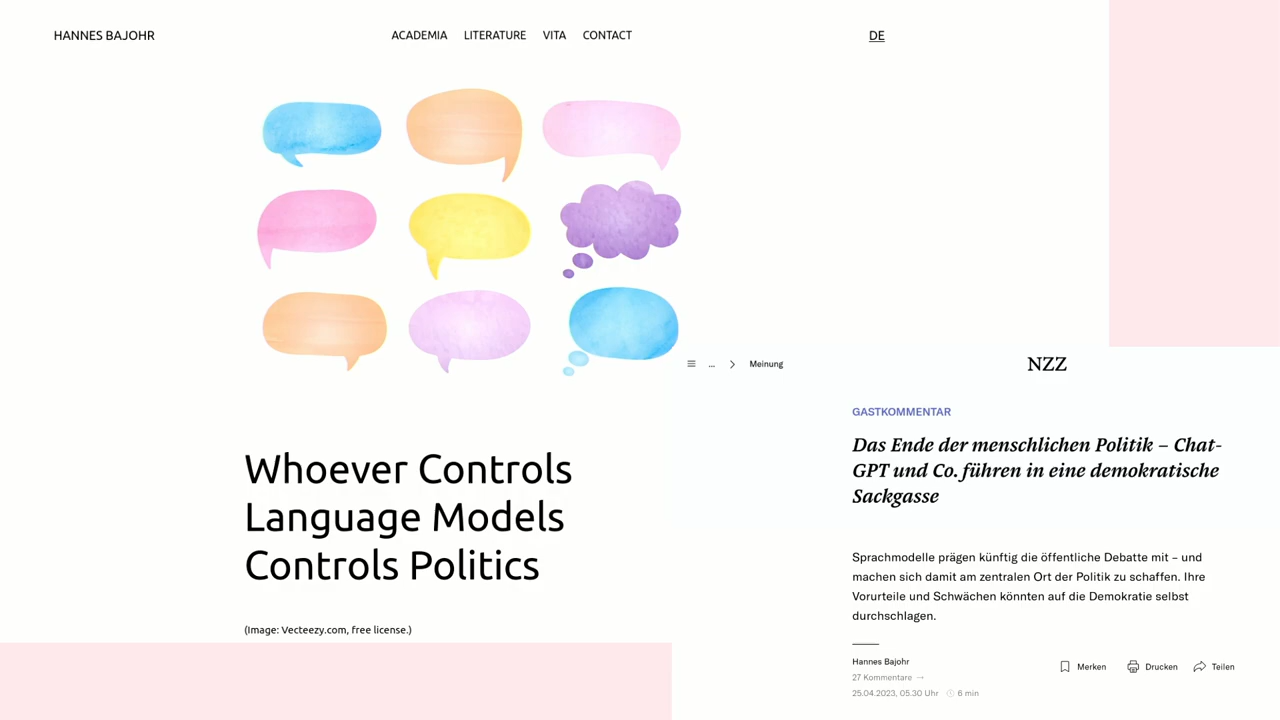 HANNES BAJOHR
ACADEMIA LITERATURE VITA CONTACT
DE
Whoever Controls
Language Models
Controls Politics
(Image: Vecteezy.com, free license.)
... Meinung
NZZ
GASTKOMMENTAR
Das Ende der menschlichen Politik – Chat-
GPT und Co. führen in eine demokratische
Sackgasse
Sprachmodelle prägen künftig die öffentliche Debatte mit – und
machen sich damit am zentralen Ort der Politik zu schaffen. Ihre
Vorurteile und Schwächen könnten auf die Demokratie selbst
durchschlagen.
Hannes Bajohr
27 Kommentare →
25.04.2023, 05.30 Uhr 6 min
Merken Drucken Teilen